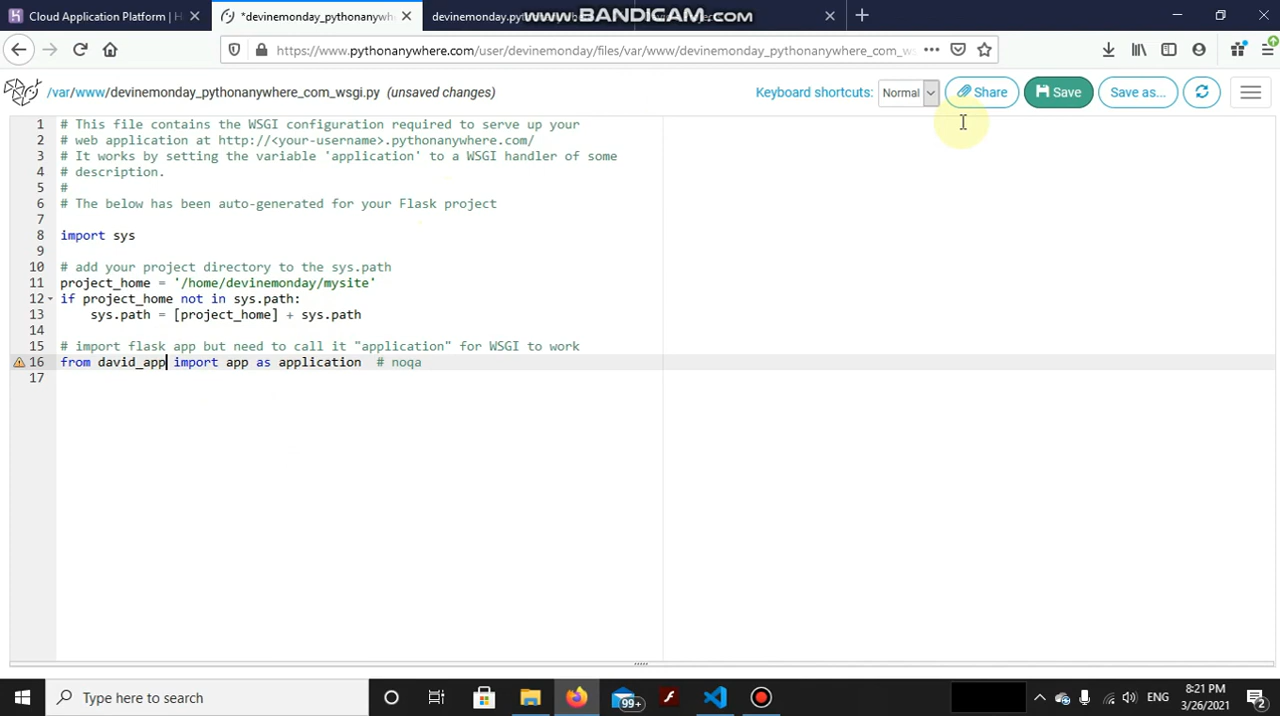 Cloud Application Platform | H
*devinemonday_pythonanywh
devinemonday.py
www.BANDICAM.com
https://www.pythonanywhere.com/user/devinemonday/files/var/www/devinemonday_pythonanywhere_com_ws
/var/www/devinemonday_pythonanywhere_com_wsgi.py (unsaved changes)
Keyboard shortcuts: Normal Share Save Save as...
1 # This file contains the WSGI configuration required to serve up your
2 # web application at http://<your-username>.pythonanywhere.com/
3 # It works by setting the variable 'application' to a WSGI handler of some
4 # description.
5 #
6 # The below has been auto-generated for your Flask project
7
8 import sys
9
10 # add your project directory to the sys.path
11 project_home = '/home/devinemonday/mysite'
12 if project_home not in sys.path:
13 sys.path = [project_home] + sys.path
14
15 # import flask app but need to call it "application" for WSGI to work
16 from david_app import app as application # noqa
17
Type here to search
99+
ENG
8:21 PM
3/26/2021
2